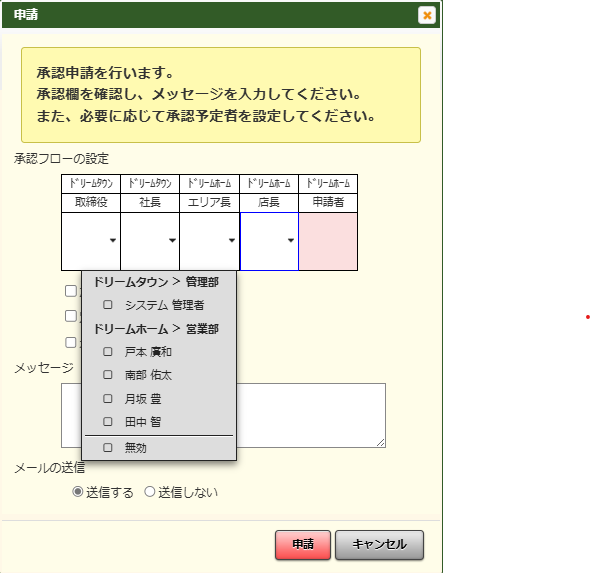 申請
承認申請を行います。
承認欄を確認し、メッセージを入力してください。
また、必要に応じて承認予定者を設定してください。
承認フローの設定
ﾄﾞﾘｰﾑﾀｳﾝ ﾄﾞﾘｰﾑﾀｳﾝ ﾄﾞﾘｰﾑﾎｰﾑ ﾄﾞﾘｰﾑﾎｰﾑ ﾄﾞﾘｰﾑﾎｰﾑ
取締役 社長 エリア長 店長 申請者
ドリームタウン > 管理部
システム 管理者
ドリームホーム > 営業部
戸本 廣和
南部 佑太
月坂 豊
田中 智
無効
メッセージ
メールの送信
送信する 送信しない
申請 キャンセル